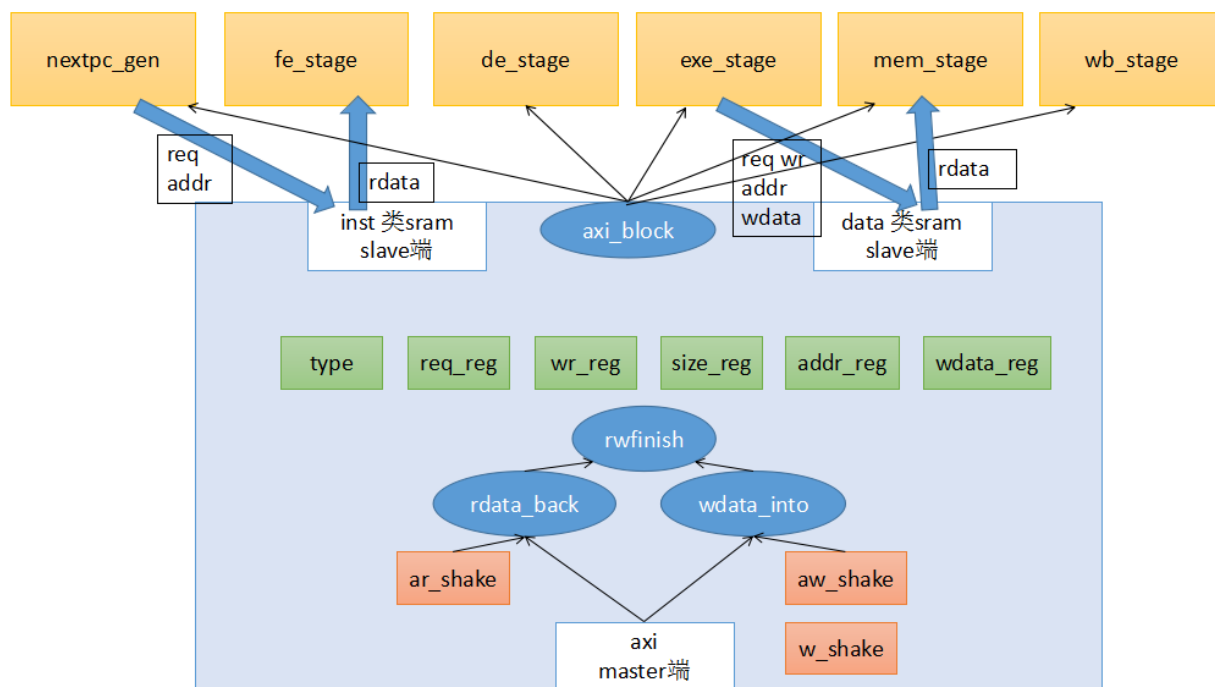 nextpc_gen
fe_stage
de_stage
exe_stage
mem_stage
wb_stage
req
addr
rdata
req wr
addr
wdata
rdata
inst 类sram
slave端
axi_block
data 类sram
slave端
type
req_reg
wr_reg
size_reg
addr_reg
wdata_reg
rwfinish
rdata_back
wdata_into
ar_shake
aw_shake
axi
master端
w_shake